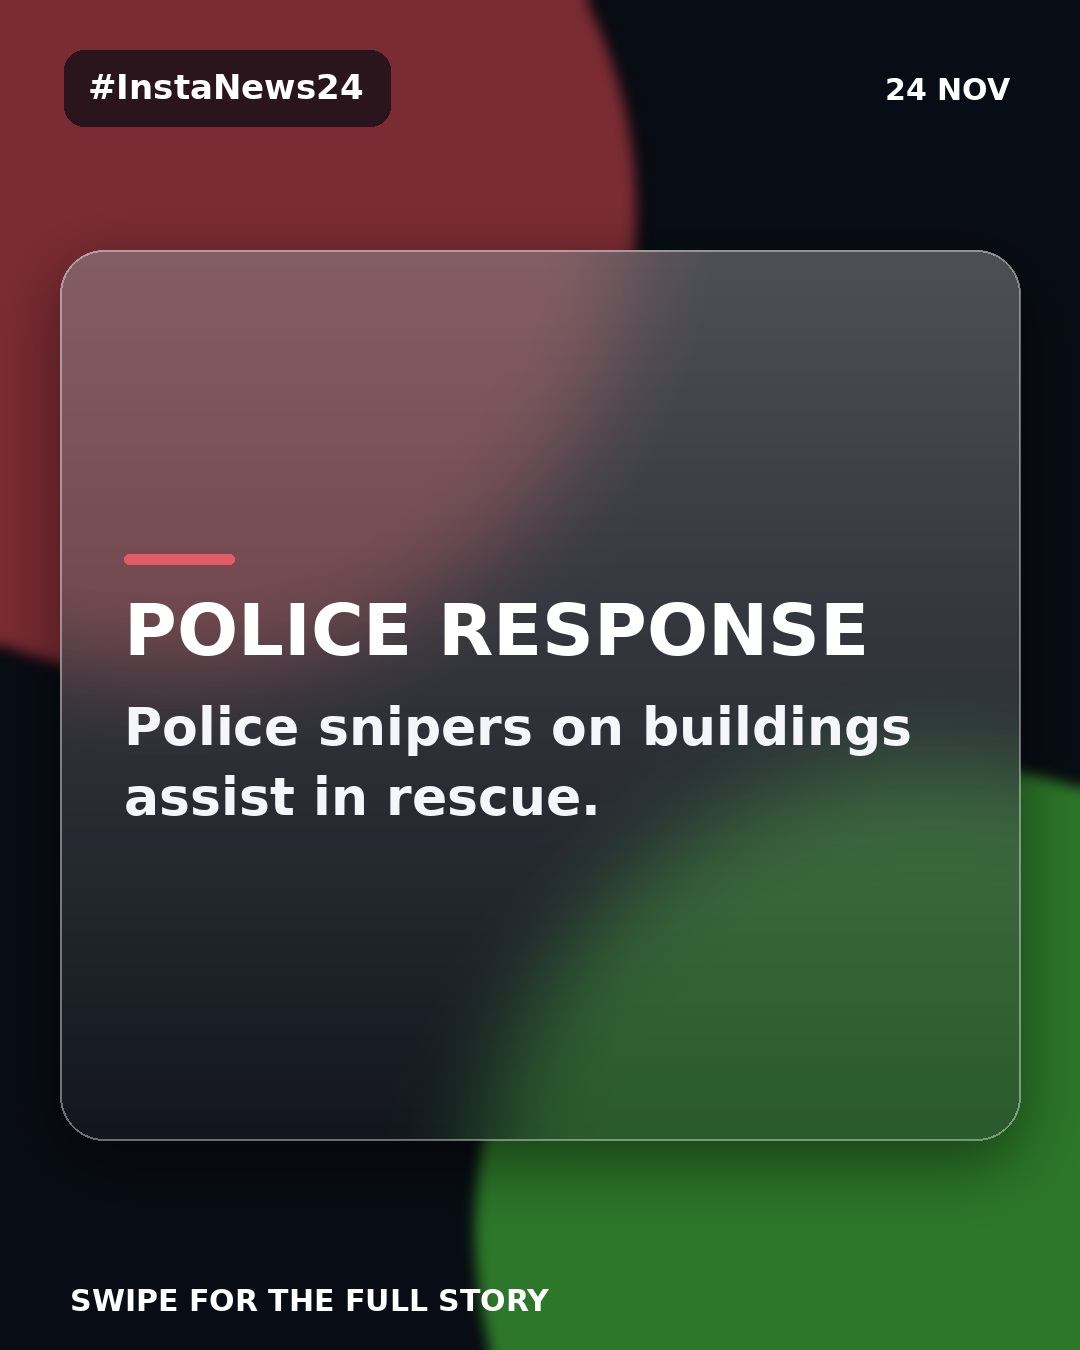 #InstaNews24
24 NOV
POLICE RESPONSE
Police snipers on buildings
assist in rescue.
SWIPE FOR THE FULL STORY